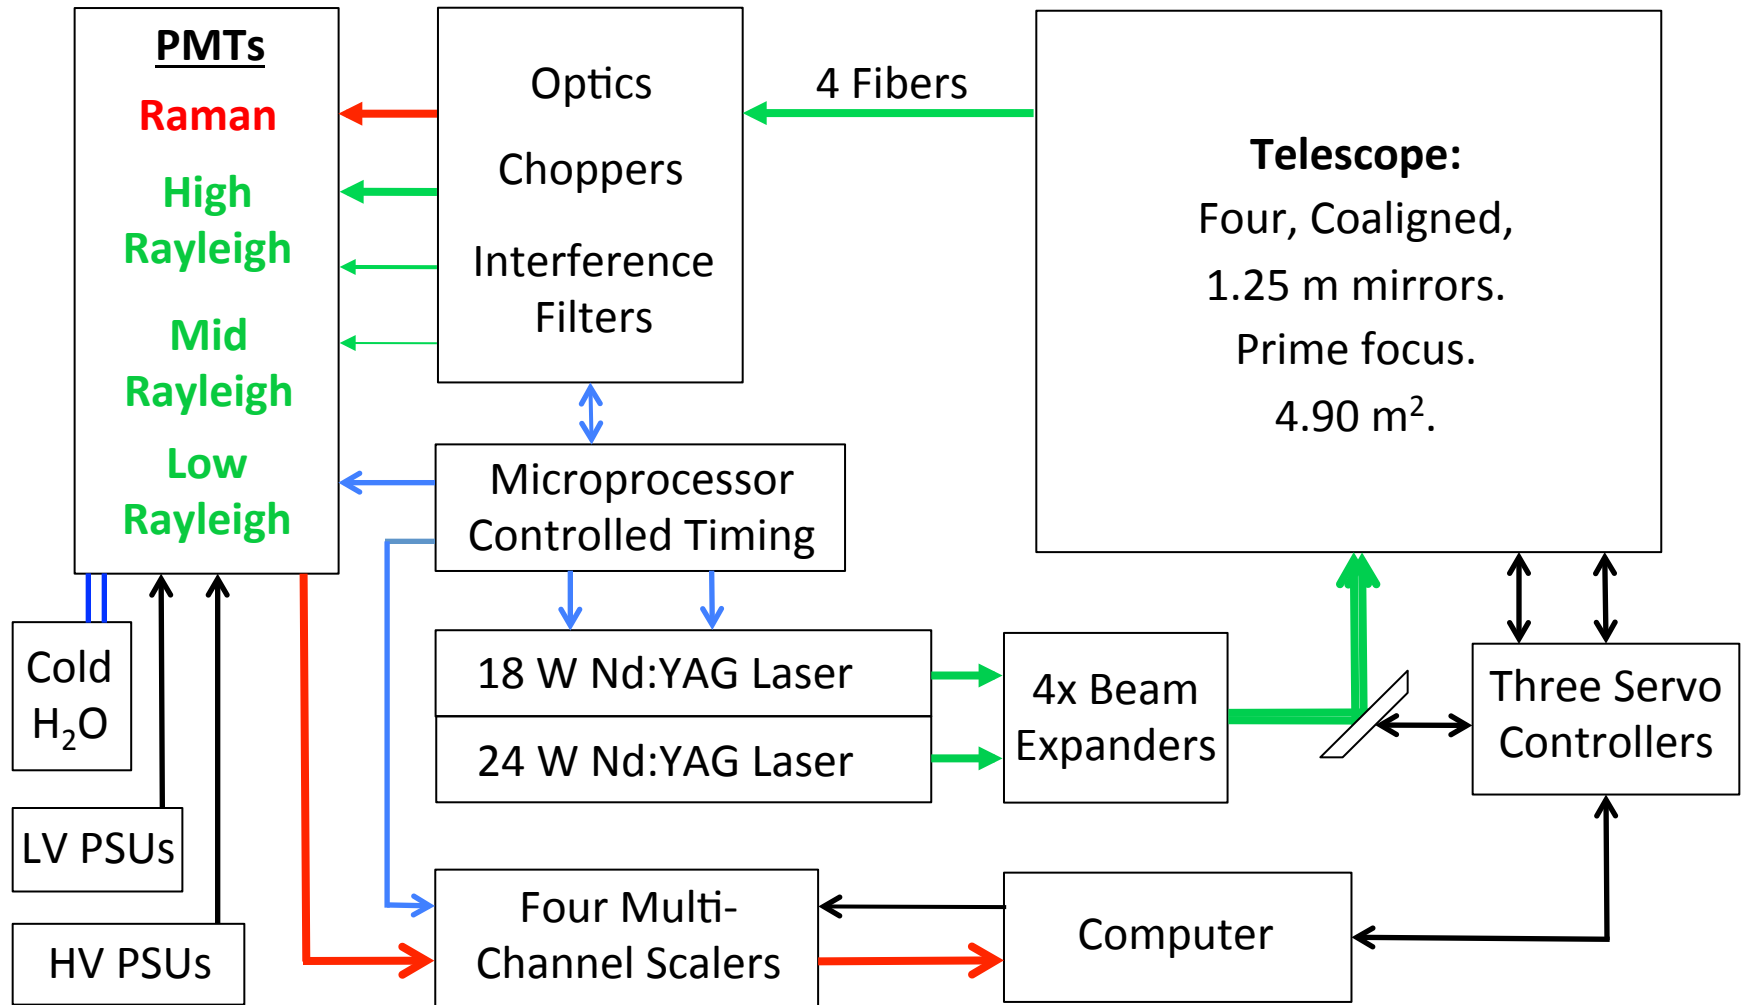 PMTs
Raman
High
Rayleigh
Mid
Rayleigh
Low
Rayleigh
Optics
Choppers
Interference
Filters
4 Fibers
Telescope:
Four, Coaligned,
1.25 m mirrors.
Prime focus.
4.90 m².
Microprocessor
Controlled Timing
18 W Nd:YAG Laser
24 W Nd:YAG Laser
4x Beam
Expanders
Three Servo
Controllers
Cold
H₂O
LV PSUs
HV PSUs
Four Multi-
Channel Scalers
Computer